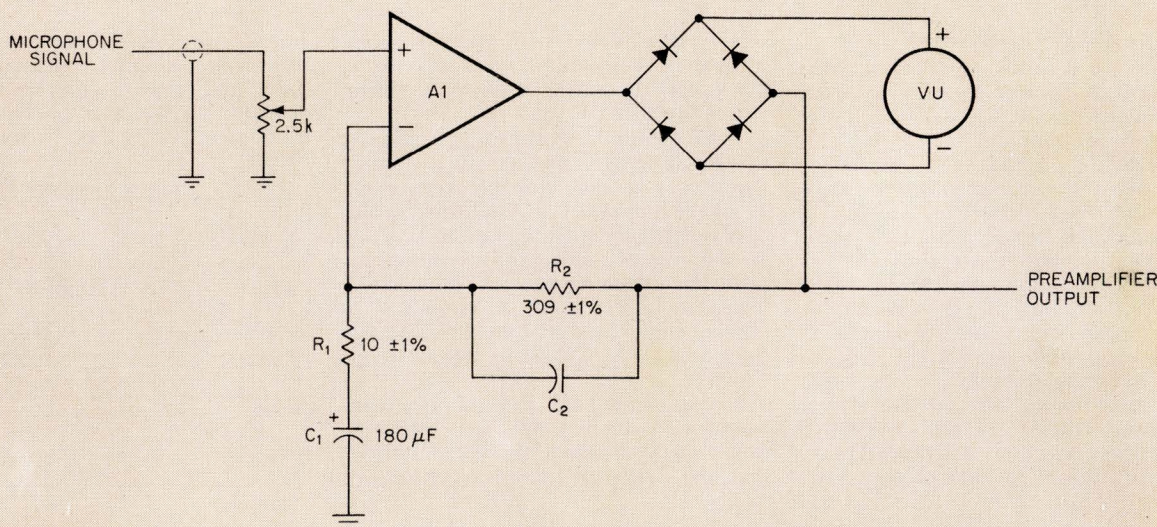 MICROPHONE
SIGNAL
+
−
A1
2.5k
+
VU
−
R₂
309 ±1%
PREAMPLIFIER
OUTPUT
R₁ 10 ±1%
C₂
+
C₁ 180 μF